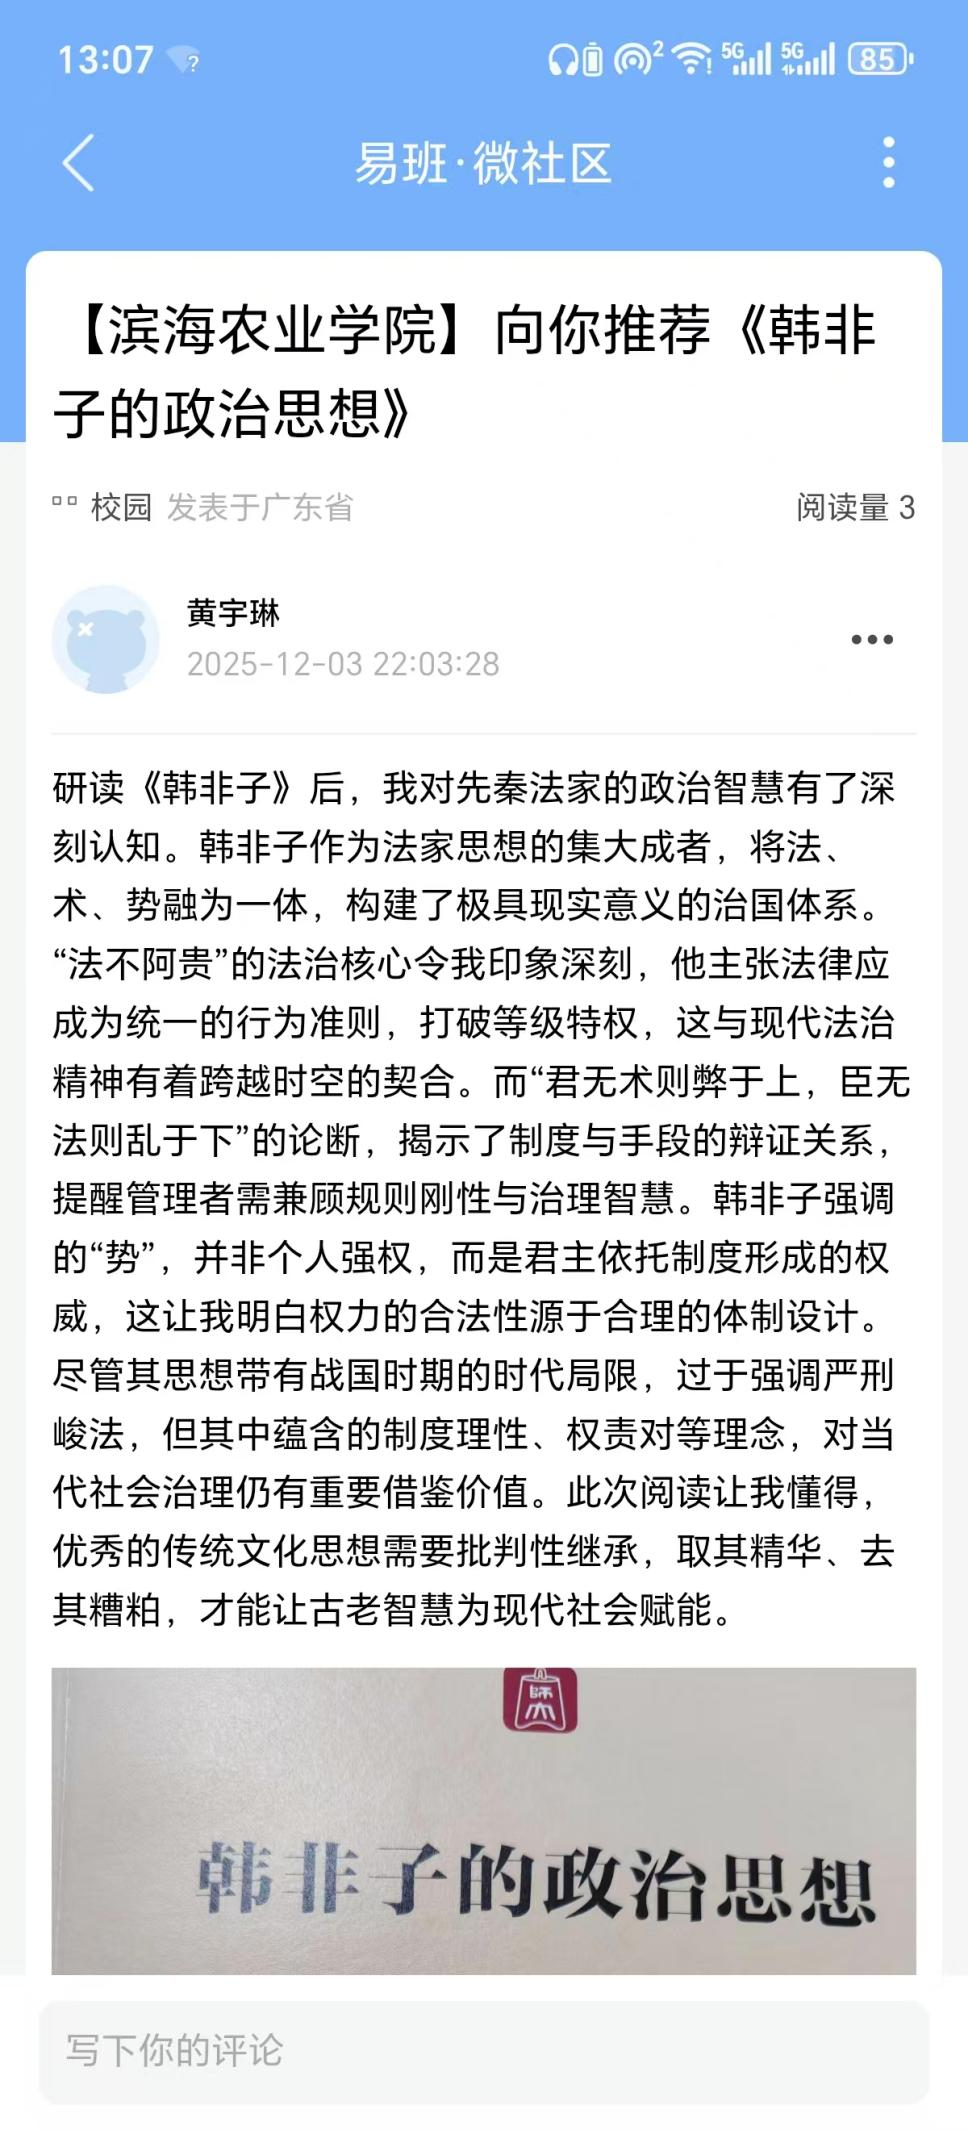 13:07
2 5G 5G 85
易班·微社区
【滨海农业学院】向你推荐《韩非
子的政治思想》
校园 发表于广东省 阅读量 3
黄宇琳
2025-12-03 22:03:28
研读《韩非子》后，我对先秦法家的政治智慧有了深
刻认知。韩非子作为法家思想的集大成者，将法、
术、势融为一体，构建了极具现实意义的治国体系。
“法不阿贵”的法治核心令我印象深刻，他主张法律应
成为统一的行为准则，打破等级特权，这与现代法治
精神有着跨越时空的契合。而“君无术则弊于上，臣无
法则乱于下”的论断，揭示了制度与手段的辩证关系，
提醒管理者需兼顾规则刚性与治理智慧。韩非子强调
的“势”，并非个人强权，而是君主依托制度形成的权
威，这让我明白权力的合法性源于合理的体制设计。
尽管其思想带有战国时期的时代局限，过于强调严刑
峻法，但其中蕴含的制度理性、权责对等理念，对当
代社会治理仍有重要借鉴价值。此次阅读让我懂得，
优秀的传统文化思想需要批判性继承，取其精华、去
其糟粕，才能让古老智慧为现代社会赋能。
師大
韩非子的政治思想
写下你的评论